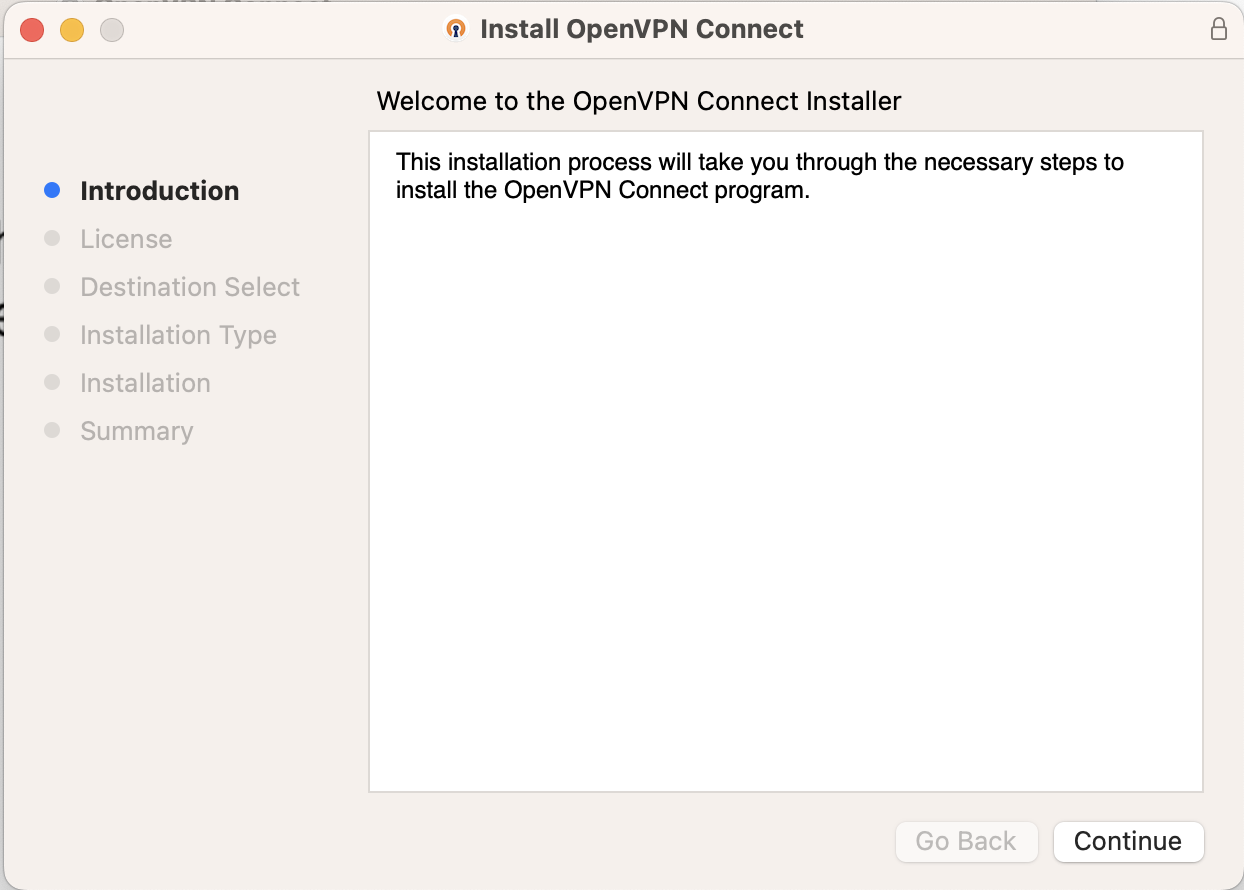 Install OpenVPN Connect
Welcome to the OpenVPN Connect Installer
Introduction
License
Destination Select
Installation Type
Installation
Summary
This installation process will take you through the necessary steps to
install the OpenVPN Connect program.
Go Back
Continue